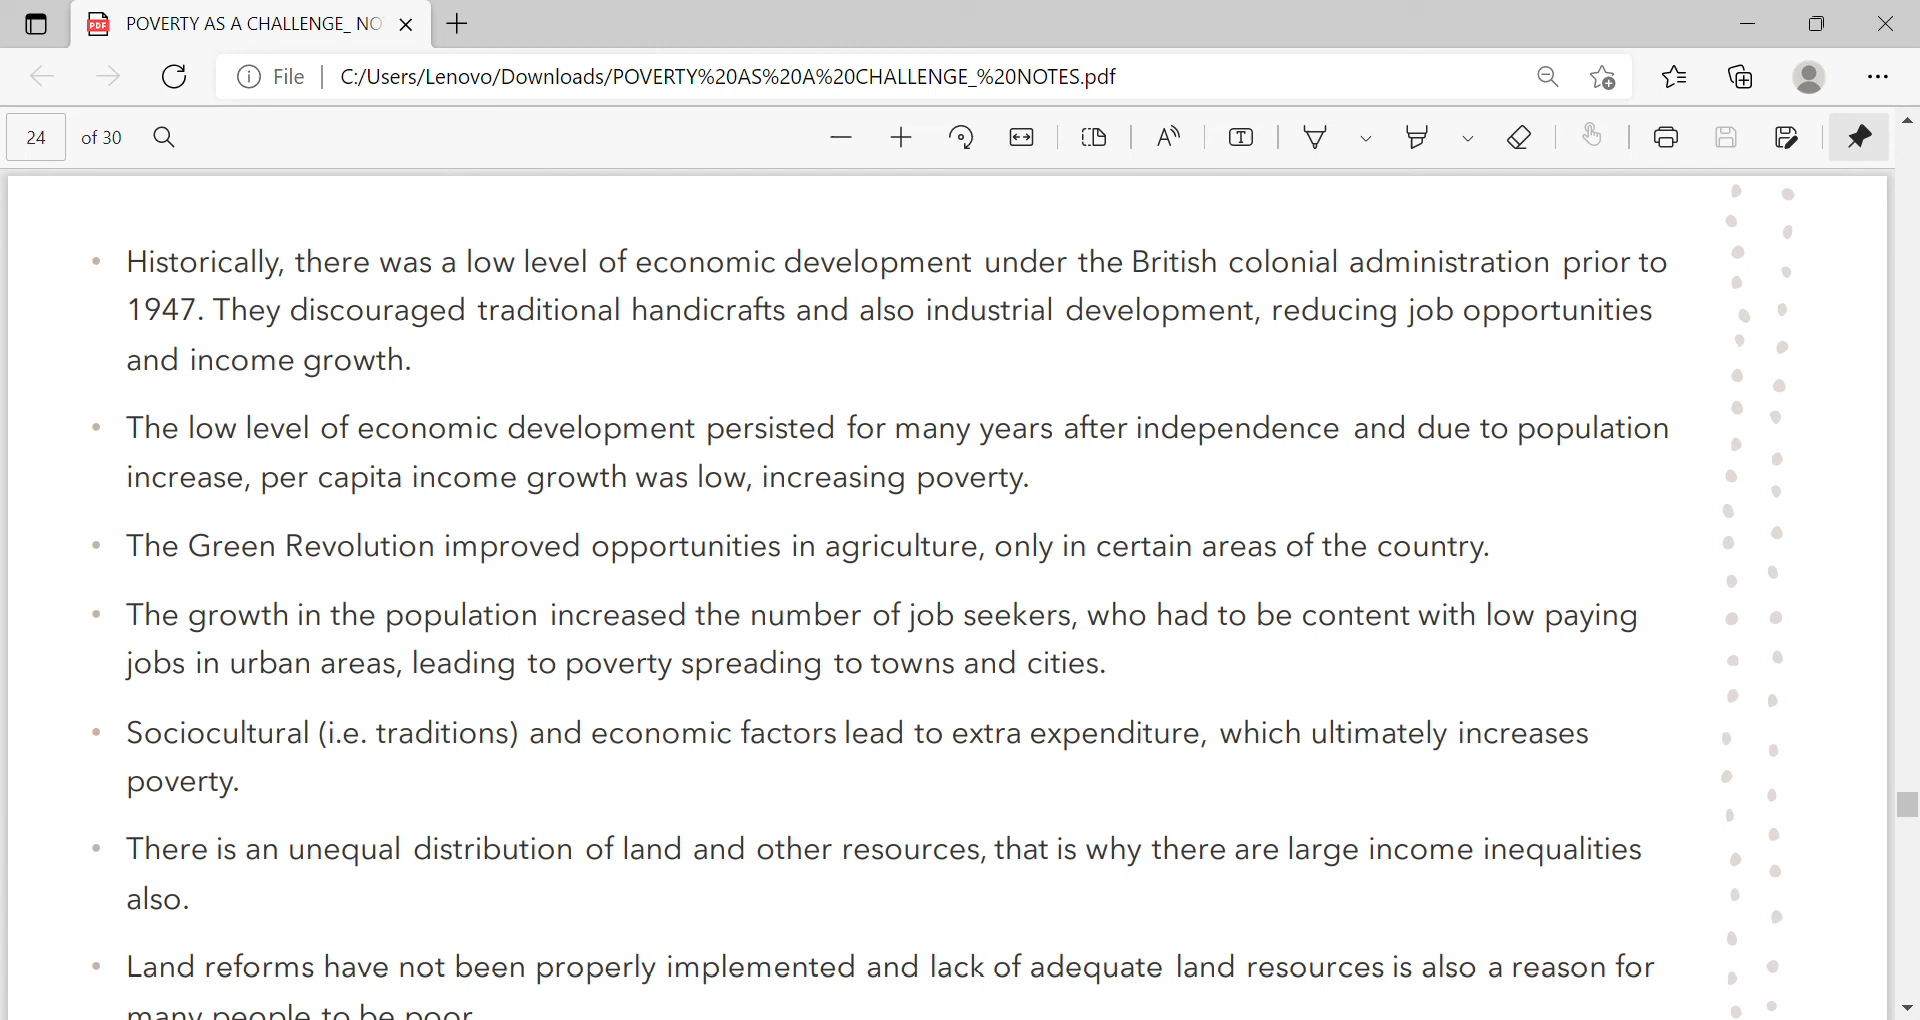 POVERTY AS A CHALLENGE_ NO
File
C:/Users/Lenovo/Downloads/POVERTY%20AS%20A%20CHALLENGE_%20NOTES.pdf
24 of 30
• Historically, there was a low level of economic development under the British colonial administration prior to
1947. They discouraged traditional handicrafts and also industrial development, reducing job opportunities
and income growth.
• The low level of economic development persisted for many years after independence and due to population
increase, per capita income growth was low, increasing poverty.
• The Green Revolution improved opportunities in agriculture, only in certain areas of the country.
• The growth in the population increased the number of job seekers, who had to be content with low paying
jobs in urban areas, leading to poverty spreading to towns and cities.
• Sociocultural (i.e. traditions) and economic factors lead to extra expenditure, which ultimately increases
poverty.
• There is an unequal distribution of land and other resources, that is why there are large income inequalities
also.
• Land reforms have not been properly implemented and lack of adequate land resources is also a reason for
many people to be poor